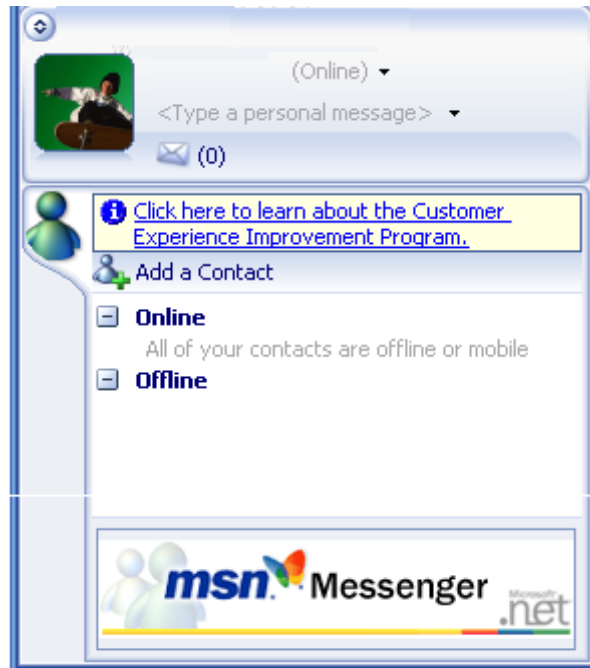 (Online)
<Type a personal message>
(0)
Click here to learn about the Customer
Experience Improvement Program.
Add a Contact
Online
All of your contacts are offline or mobile
Offline
msn Messenger
Microsoft
.net